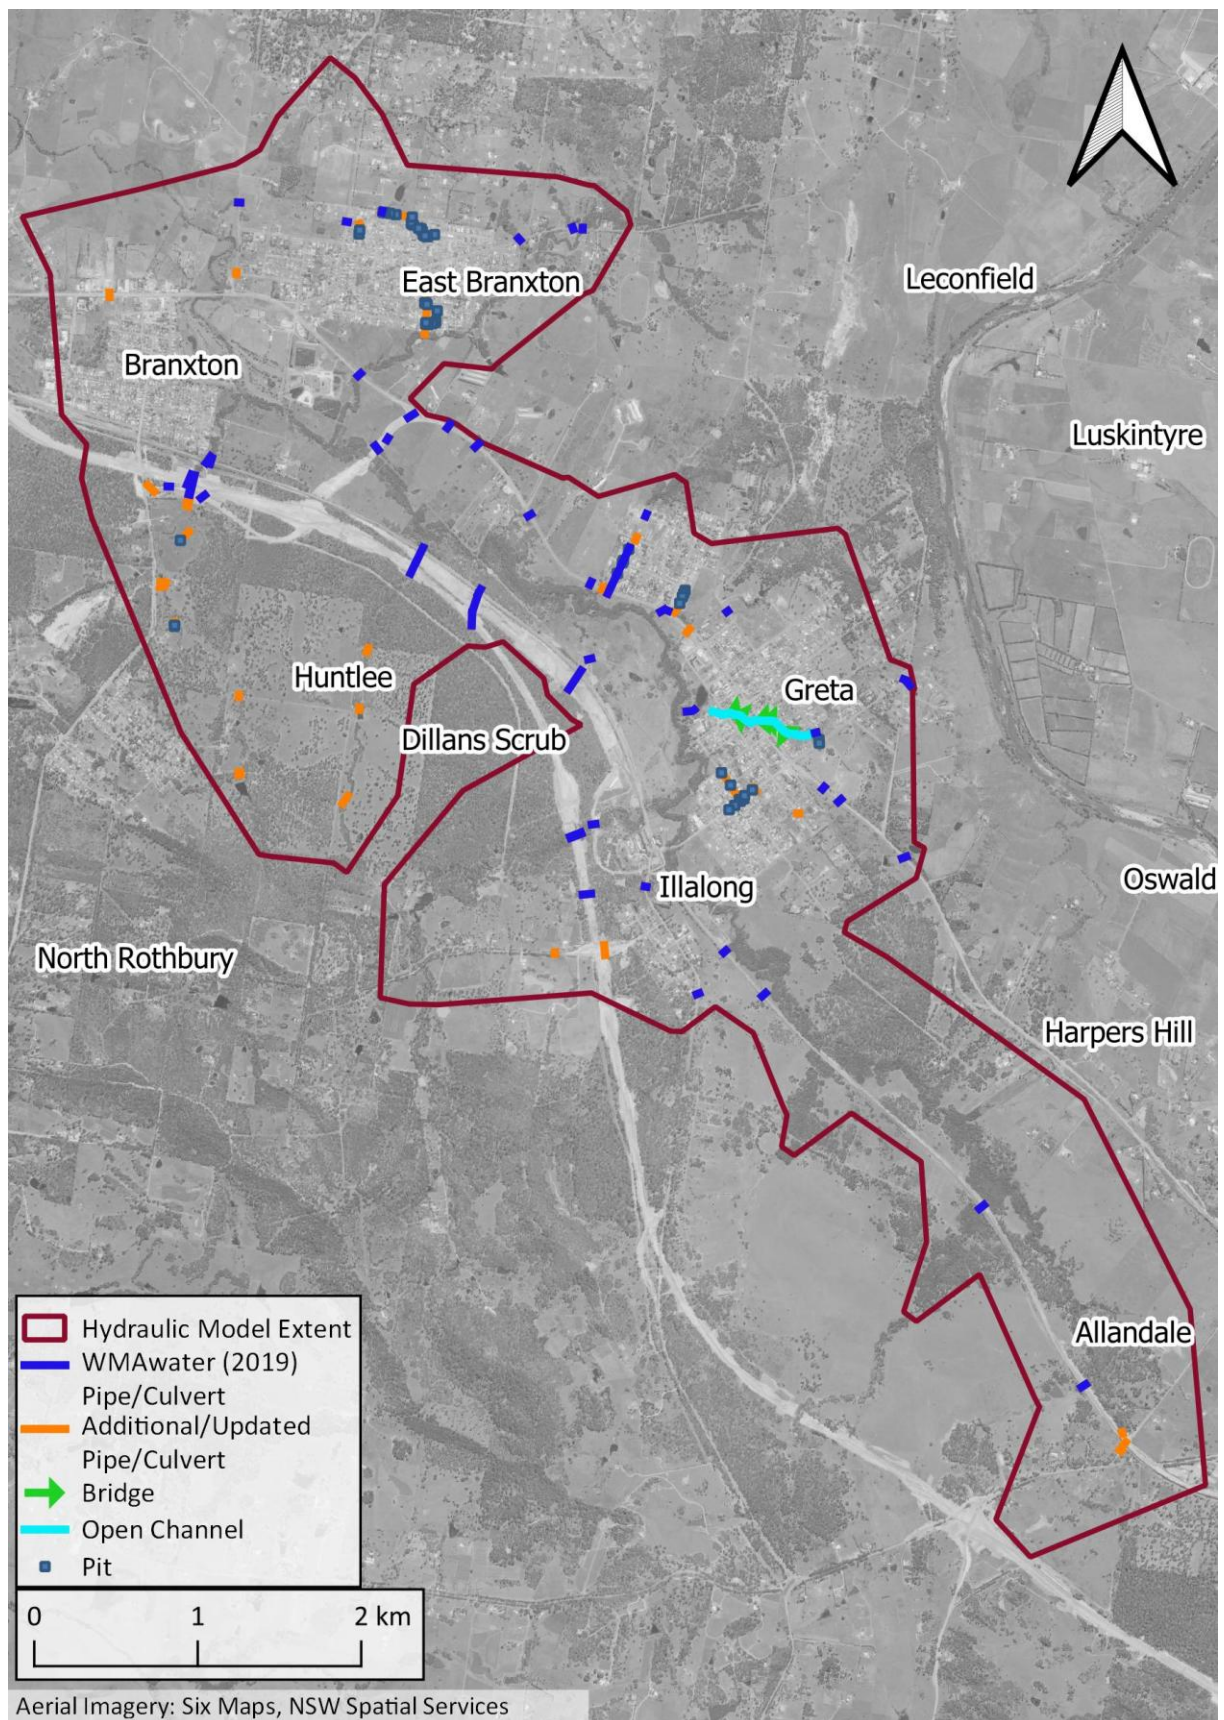 Leconfield
East Branxton
Branxton
Luskintyre
Huntlee
Greta
Dillans Scrub
Oswald
Illalong
North Rothbury
Harpers Hill
Allandale
Hydraulic Model Extent
WMAwater (2019)
Pipe/Culvert
Additional/Updated
Pipe/Culvert
Bridge
Open Channel
Pit
0 1 2 km
Aerial Imagery: Six Maps, NSW Spatial Services